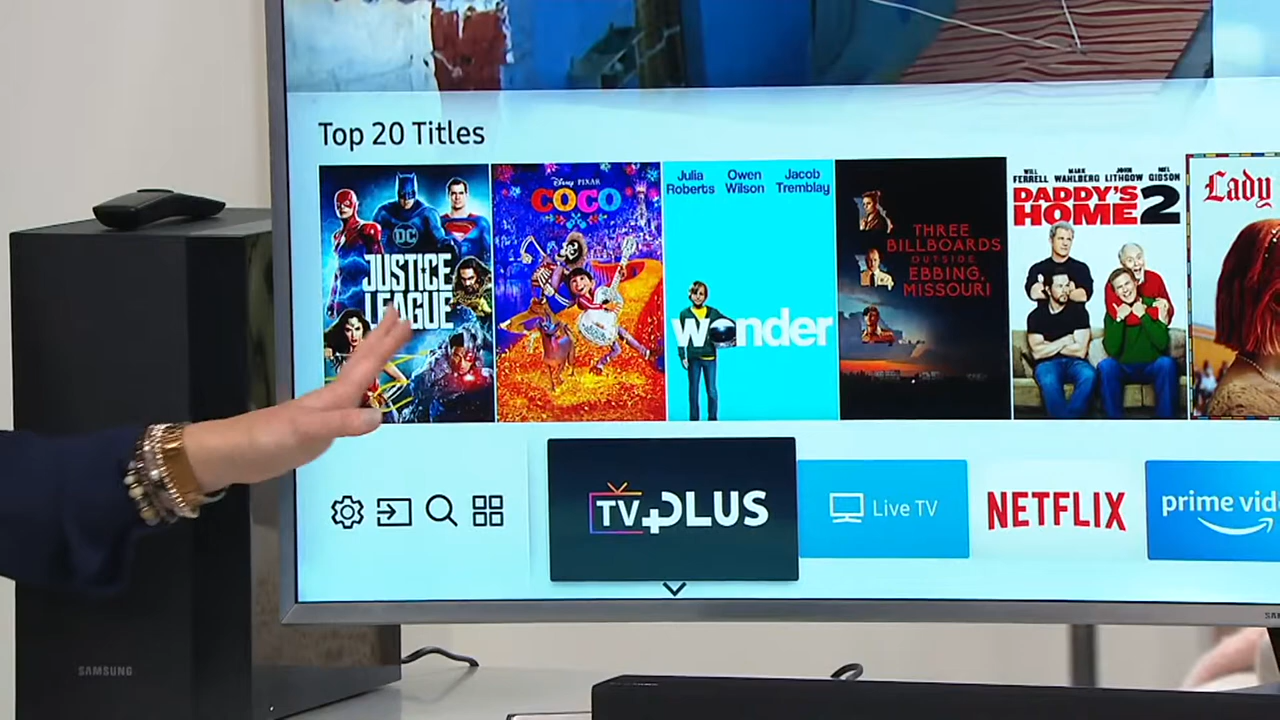 Top 20 Titles
DC
JUSTICE
LEAGUE
Disney PIXAR
COCO
Julia Roberts
Owen Wilson
Jacob Tremblay
wonder
THREE
BILLBOARDS
OUTSIDE
EBBING,
MISSOURI
WILL FERRELL
MARK WAHLBERG
JOHN LITHGOW
MEL GIBSON
DADDY'S
HOME 2
Lady
TV PLUS
Live TV
NETFLIX
prime vid
SAMSUNG